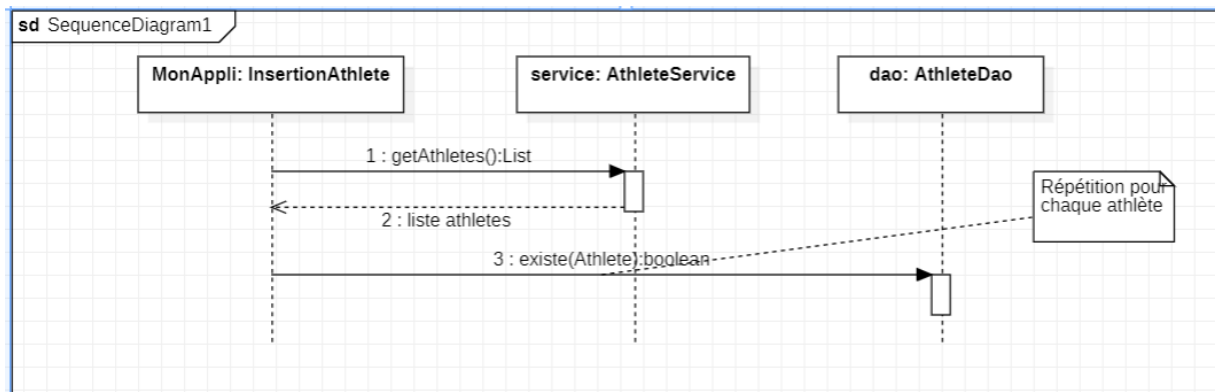 sd SequenceDiagram1
MonAppli: InsertionAthlete
service: AthleteService
dao: AthleteDao
1 : getAthletes():List
Répétition pour
chaque athlète
2 : liste athletes
3 : existe(Athlete):boolean